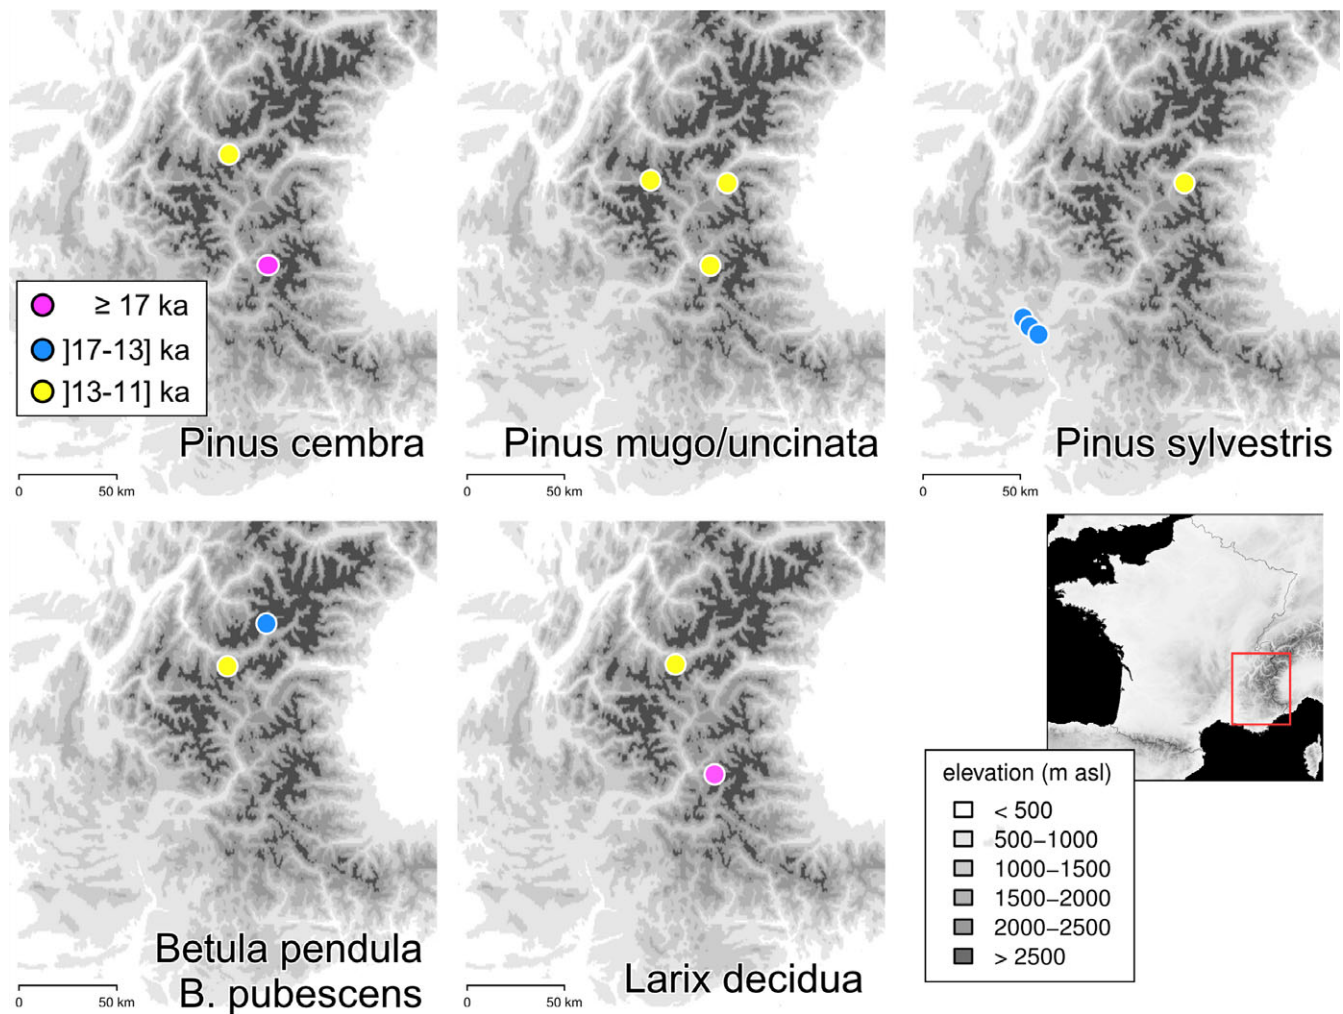 ≥ 17 ka
]17-13] ka
]13-11] ka
Pinus cembra
0 50 km
Pinus mugo/uncinata
0 50 km
Pinus sylvestris
0 50 km
Betula pendula
B. pubescens
0 50 km
Larix decidua
0 50 km
elevation (m asl)
< 500
500–1000
1000–1500
1500–2000
2000–2500
> 2500